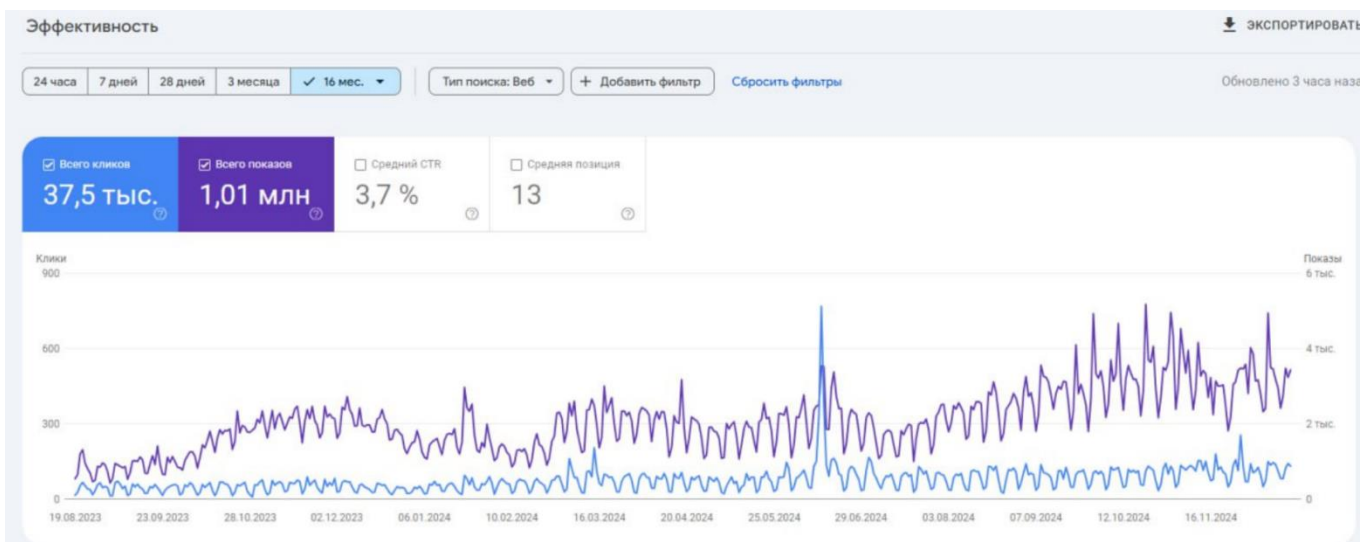 Эффективность
ЭКСПОРТИРОВАТЬ
24 часа 7 дней 28 дней 3 месяца 16 мес. Тип поиска: Веб + Добавить фильтр Сбросить фильтры Обновлено 3 часа наза
Всего кликов Всего показов Средний CTR Средняя позиция
37,5 тыс. 1,01 млн 3,7 % 13
Клики Показы
900 6 тыс.
600 4 тыс.
300 2 тыс.
0 0
19.08.2023 23.09.2023 28.10.2023 02.12.2023 06.01.2024 10.02.2024 16.03.2024 20.04.2024 25.05.2024 29.06.2024 03.08.2024 07.09.2024 12.10.2024 16.11.2024